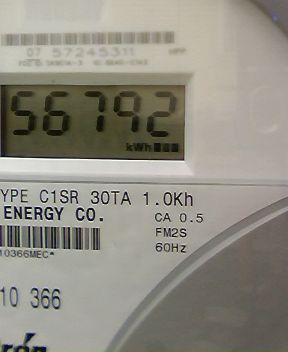 07 57245311
56792
kWh
YPE C1SR 30TA 1.0Kh
ENERGY CO.
CA 0.5
FM2S
60Hz
10366MEC*
10 366
rón